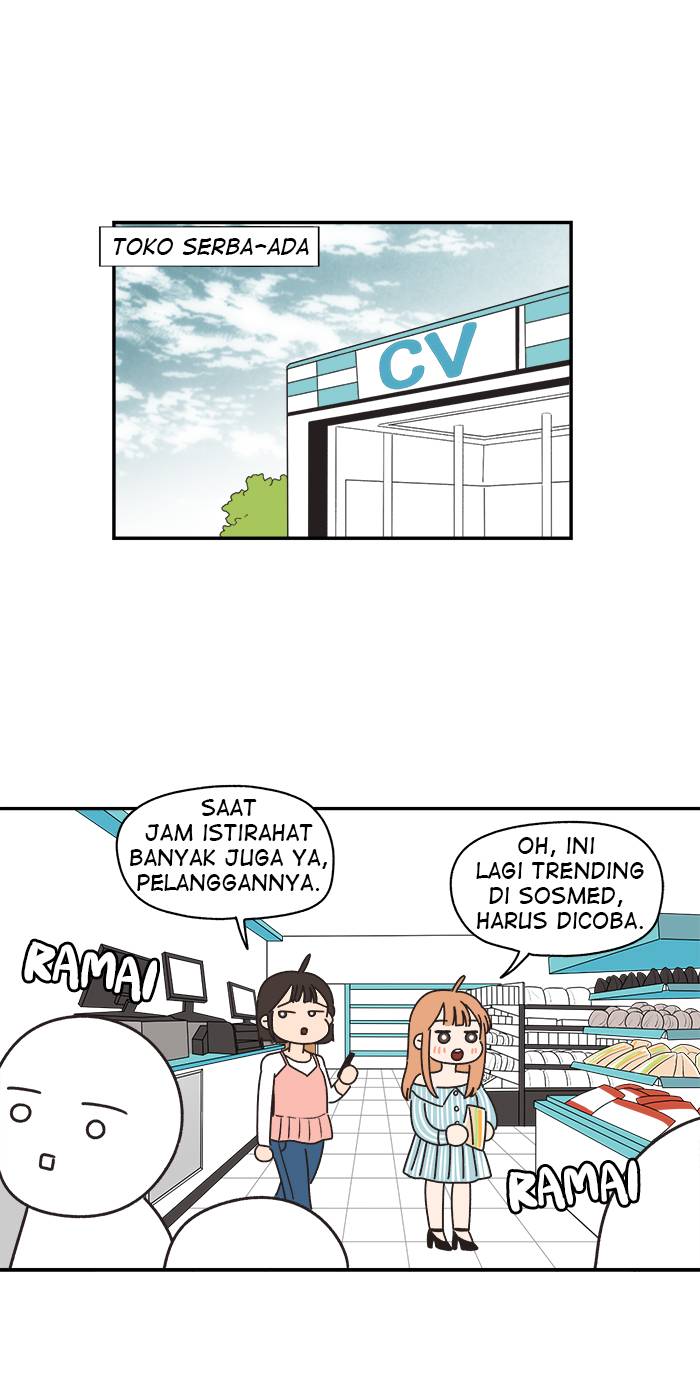 TOKO SERBA-ADA
CV
SAAT
JAM ISTIRAHAT
BANYAK JUGA YA,
PELANGGANNYA.
OH, INI
LAGI TRENDING
DI SOSMED,
HARUS DICOBA.
RAMAI
RAMAI